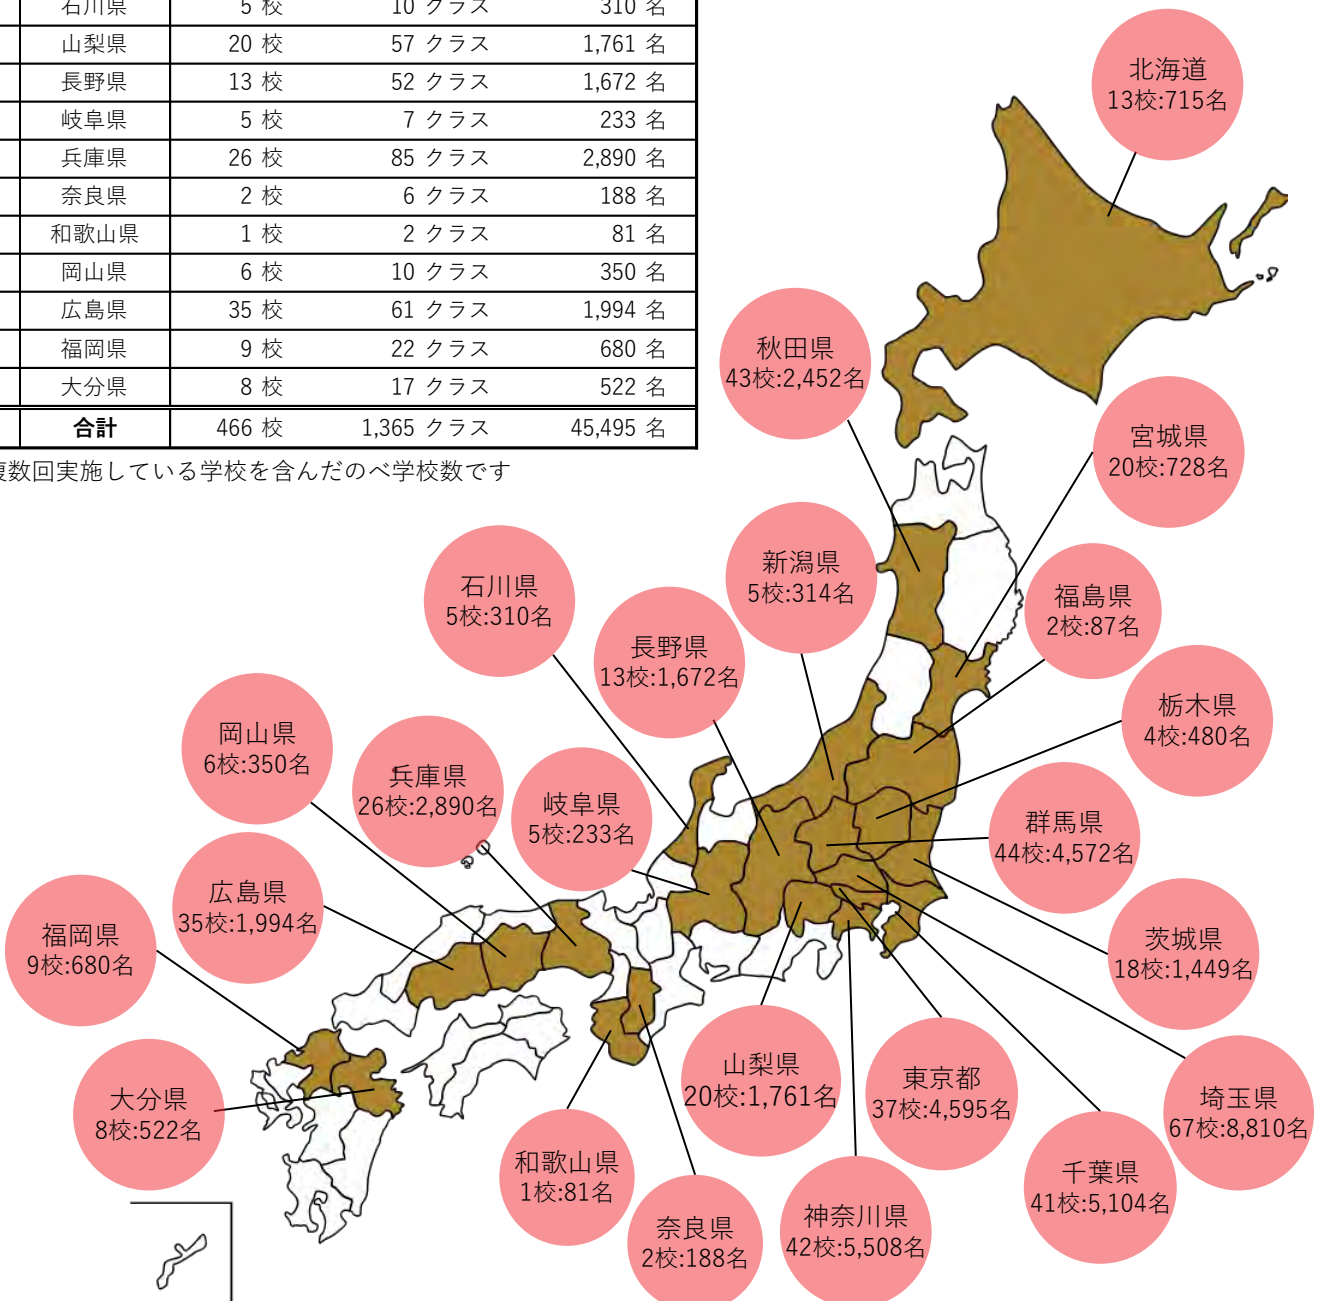 石川県 5 校 10 クラス 310 名
山梨県 20 校 57 クラス 1,761 名
長野県 13 校 52 クラス 1,672 名
岐阜県 5 校 7 クラス 233 名
兵庫県 26 校 85 クラス 2,890 名
奈良県 2 校 6 クラス 188 名
和歌山県 1 校 2 クラス 81 名
岡山県 6 校 10 クラス 350 名
広島県 35 校 61 クラス 1,994 名
福岡県 9 校 22 クラス 680 名
大分県 8 校 17 クラス 522 名
合計 466 校 1,365 クラス 45,495 名
複数回実施している学校を含んだのべ学校数です
北海道
13校:715名
秋田県
43校:2,452名
宮城県
20校:728名
新潟県
5校:314名
福島県
2校:87名
石川県
5校:310名
長野県
13校:1,672名
栃木県
4校:480名
岡山県
6校:350名
兵庫県
26校:2,890名
岐阜県
5校:233名
群馬県
44校:4,572名
広島県
35校:1,994名
福岡県
9校:680名
茨城県
18校:1,449名
大分県
8校:522名
山梨県
20校:1,761名
東京都
37校:4,595名
埼玉県
67校:8,810名
和歌山県
1校:81名
千葉県
41校:5,104名
奈良県
2校:188名
神奈川県
42校:5,508名